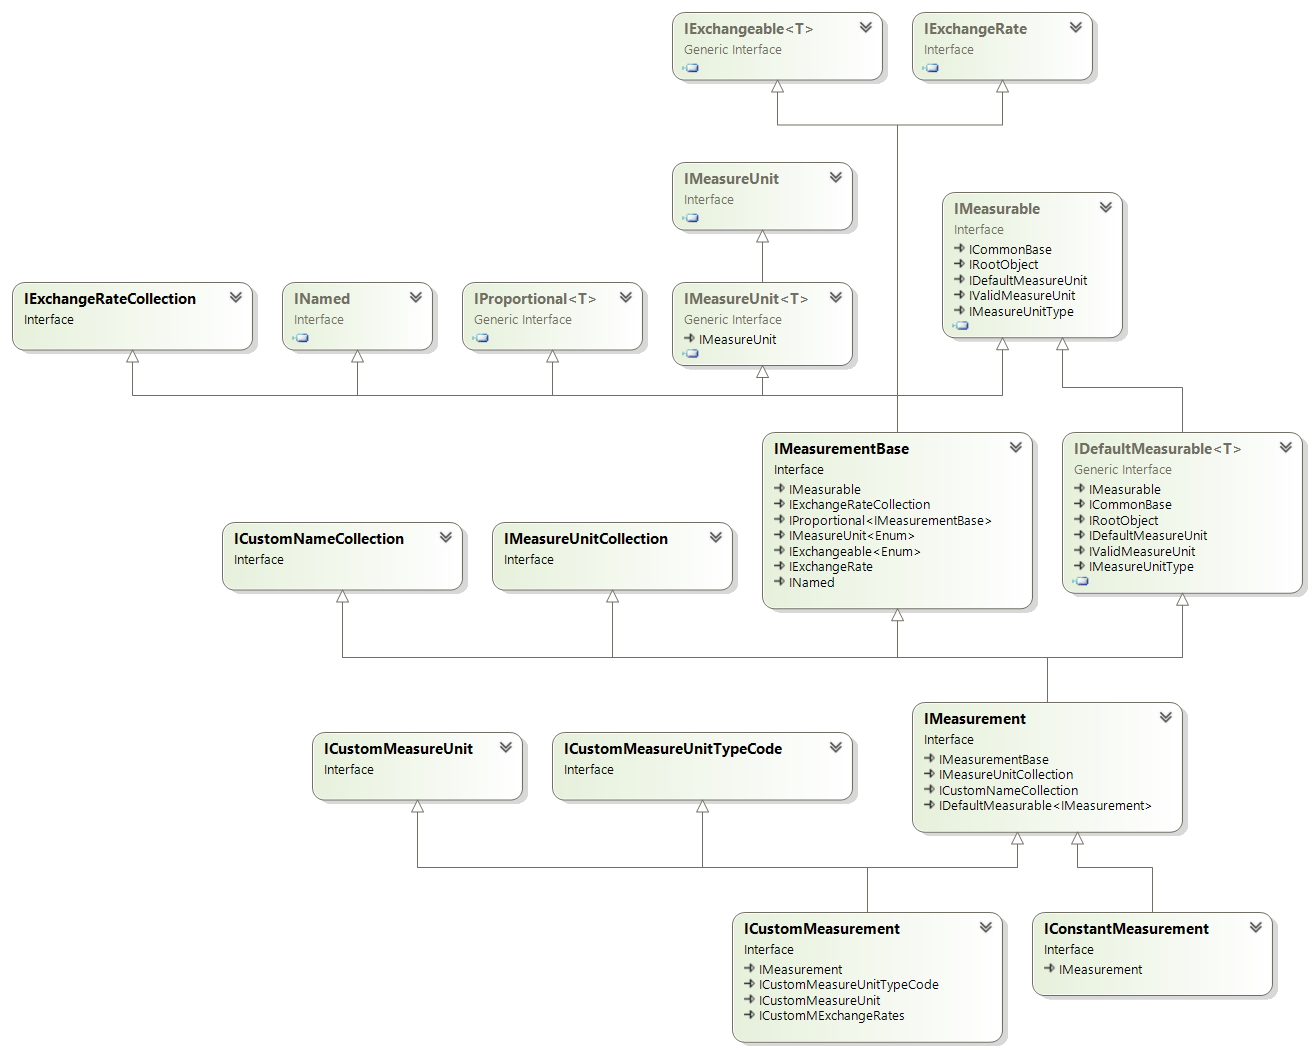 IExchangeable<T>
Generic Interface
IExchangeRate
Interface
IMeasureUnit
Interface
IMeasurable
Interface
ICommonBase
IRootObject
IDefaultMeasureUnit
IValidMeasureUnit
IMeasureUnitType
IExchangeRateCollection
Interface
INamed
Interface
IProportional<T>
Generic Interface
IMeasureUnit<T>
Generic Interface
IMeasureUnit
IMeasurementBase
Interface
IMeasurable
IExchangeRateCollection
IProportional<IMeasurementBase>
IMeasureUnit<Enum>
IExchangeable<Enum>
IExchangeRate
INamed
IDefaultMeasurable<T>
Generic Interface
IMeasurable
ICommonBase
IRootObject
IDefaultMeasureUnit
IValidMeasureUnit
IMeasureUnitType
ICustomNameCollection
Interface
IMeasureUnitCollection
Interface
IMeasurement
Interface
IMeasurementBase
IMeasureUnitCollection
ICustomNameCollection
IDefaultMeasurable<IMeasurement>
ICustomMeasureUnit
Interface
ICustomMeasureUnitTypeCode
Interface
ICustomMeasurement
Interface
IMeasurement
ICustomMeasureUnitTypeCode
ICustomMeasureUnit
ICustomMExchangeRates
IConstantMeasurement
Interface
IMeasurement